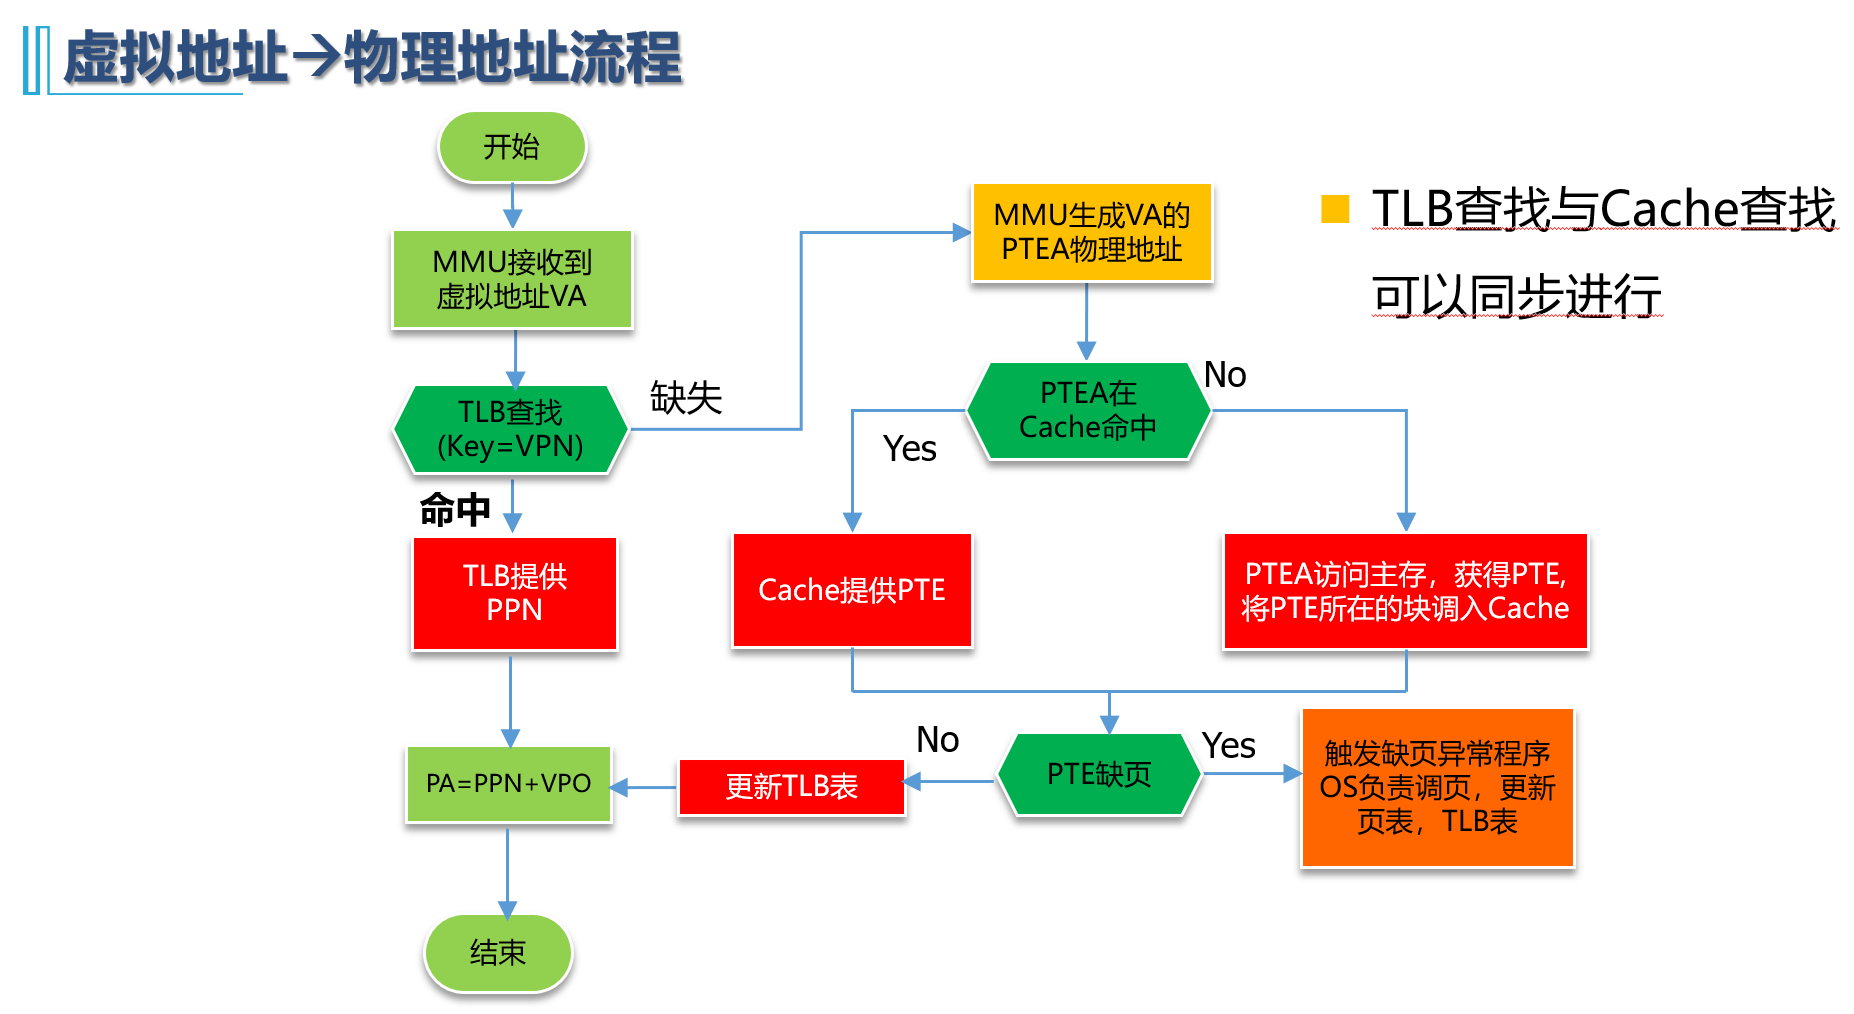 虚拟地址→物理地址流程
开始
MMU接收到
虚拟地址VA
TLB查找
(Key=VPN)
缺失
命中
TLB提供
PPN
PA=PPN+VPO
结束
MMU生成VA的
PTEA物理地址
PTEA在
Cache命中
Yes
No
Cache提供PTE
PTEA访问主存，获得PTE,
将PTE所在的块调入Cache
PTE缺页
No
Yes
更新TLB表
触发缺页异常程序
OS负责调页，更新
页表，TLB表
TLB查找与Cache查找
可以同步进行